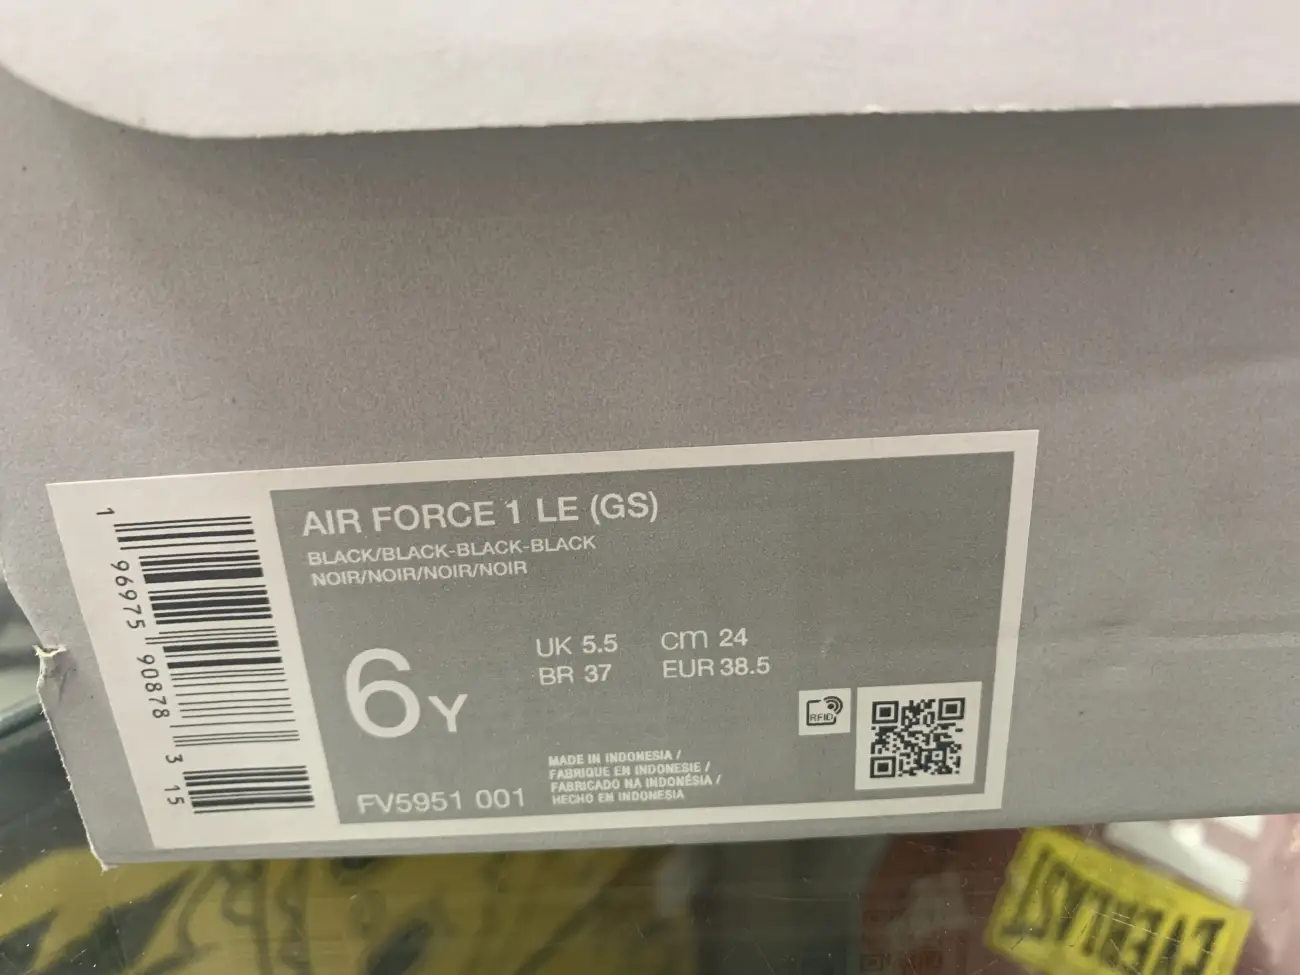 AIR FORCE 1 LE (GS)
BLACK/BLACK-BLACK-BLACK
NOIR/NOIR/NOIR/NOIR
6Y
UK 5.5 cm 24
BR 37 EUR 38.5
RFID
FV5951 001
MADE IN INDONESIA /
FABRIQUE EN INDONESIE /
FABRICADO NA INDONÉSIA /
HECHO EN INDONESIA
1 96975 90878 3 15
EVERLAST